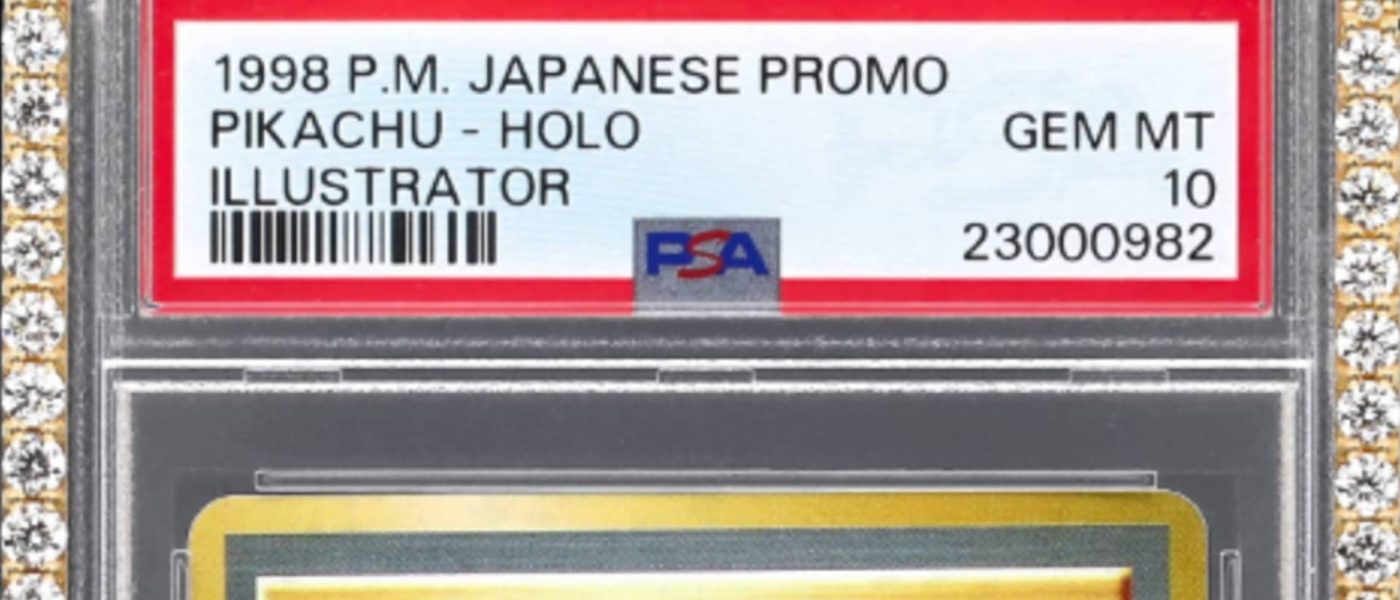 1998 P.M. JAPANESE PROMO
PIKACHU - HOLO GEM MT
ILLUSTRATOR 10
PSA 23000982